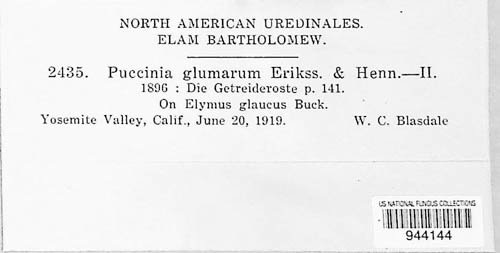 NORTH AMERICAN UREDINALES.
ELAM BARTHOLOMEW.
2435. Puccinia glumarum Erikss. & Henn.—II.
1896 : Die Getreideroste p. 141.
On Elymus glaucus Buck.
Yosemite Valley, Calif., June 20, 1919. W. C. Blasdale
US NATIONAL FUNGUS COLLECTIONS
944144